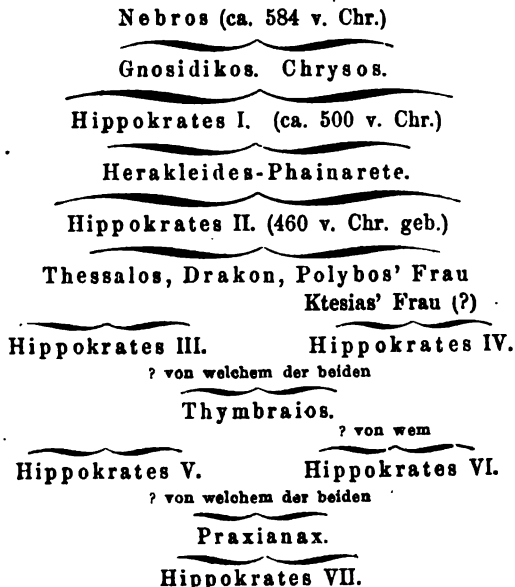 Nebros (ca. 584 v. Chr.)
Gnosidikos. Chrysos.
Hippokrates I. (ca. 500 v. Chr.)
Herakleides-Phainarete.
Hippokrates II. (460 v. Chr. geb.)
Thessalos, Drakon, Polybos' Frau
Ktesias' Frau (?)
Hippokrates III. Hippokrates IV.
? von welchem der beiden
Thymbraios.
? von wem
Hippokrates V. Hippokrates VI.
? von welchem der beiden
Praxianax.
Hippokrates VII.